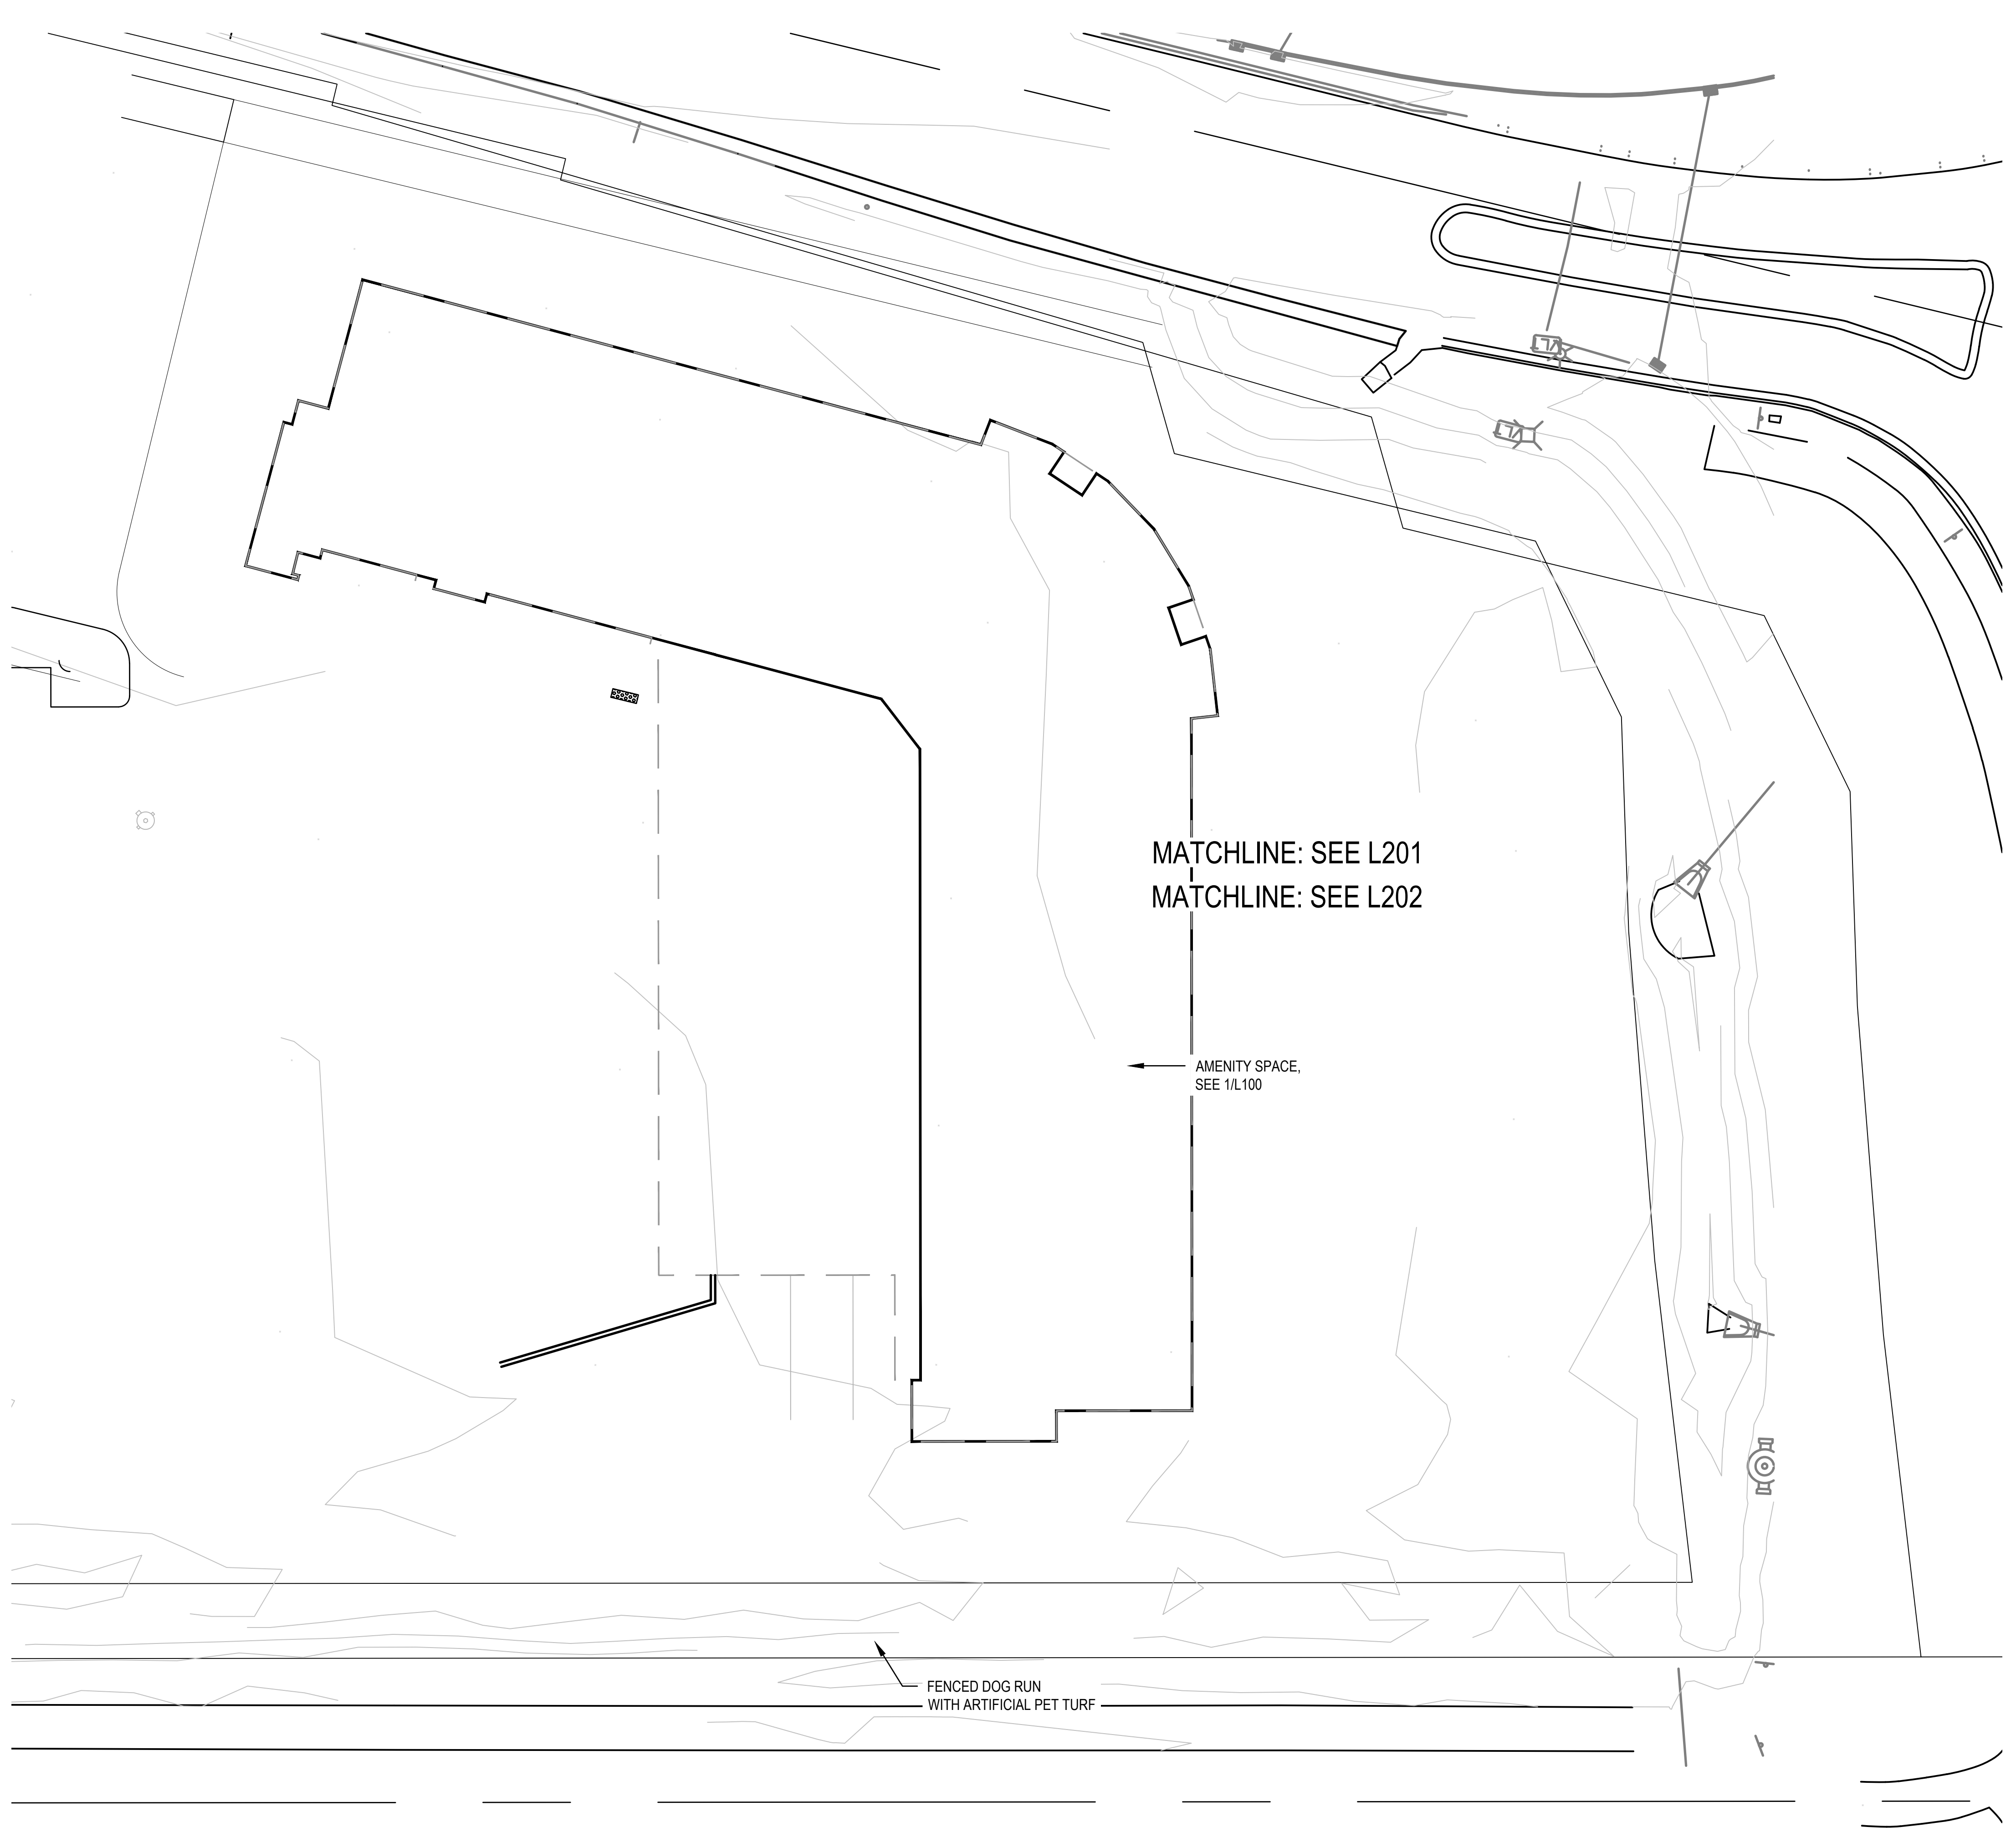 MATCHLINE: SEE L201
MATCHLINE: SEE L202
AMENITY SPACE,
SEE 1/L100
FENCED DOG RUN
WITH ARTIFICIAL PET TURF